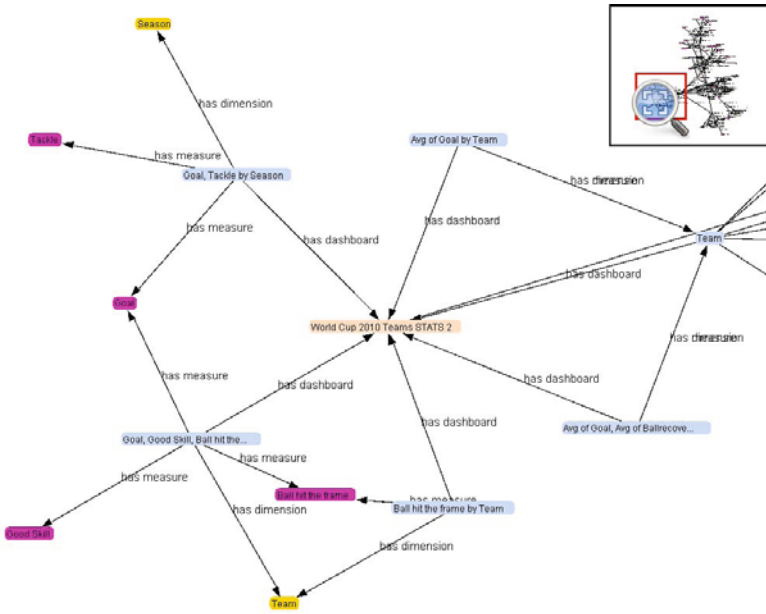 Season
has dimension
Tackle
has measure
Goal, Tackle by Season
Avg of Goal by Team
has measure
has dashboard
has dashboard
Team
has dashboard
Goal
World Cup 2010 Teams STATS 2
has measure
has dashboard
has dashboard
has dashboard
Goal, Good Skill, Ball hit the...
Avg of Goal, Avg of Ballrecove...
has measure
has measure
Ball hit the frame
has measure
Ball hit the frame by Team
has dimension
Good Skill
has dimension
Team